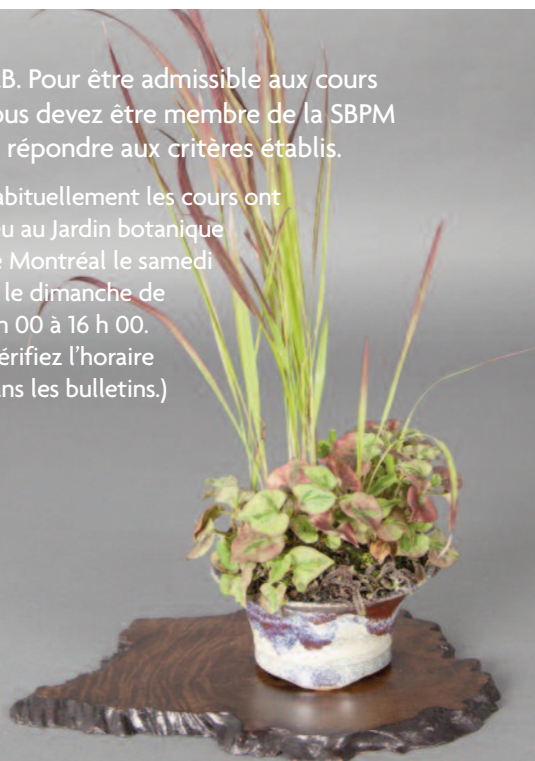 .B. Pour être admissible aux cours
ous devez être membre de la SBPM
répondre aux critères établis.
abituellement les cours ont
eu au Jardin botanique
e Montréal le samedi
le dimanche de
h 00 à 16 h 00.
érifiez l’horaire
ans les bulletins.)